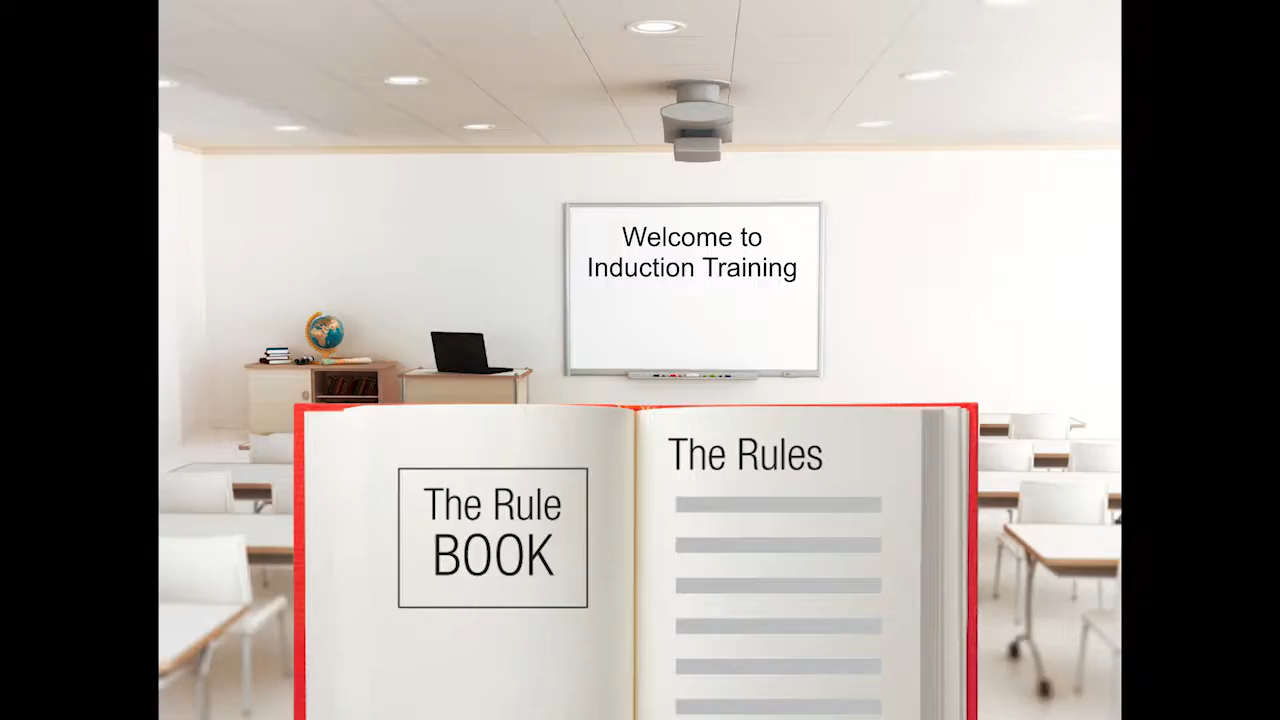 Welcome to
Induction Training
The Rule
BOOK
The Rules